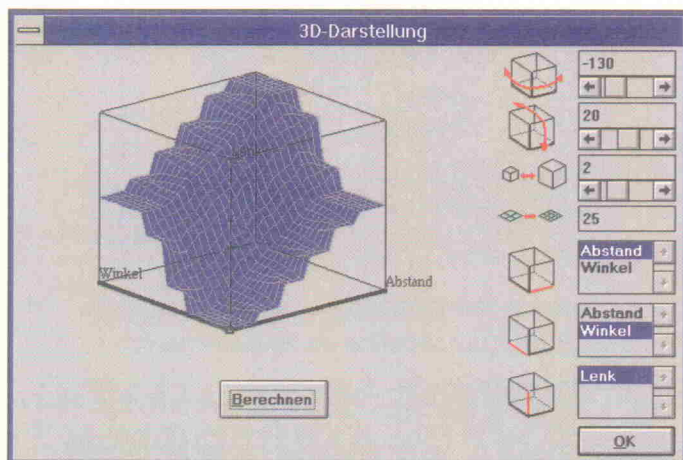 3D-Darstellung
-130
20
2
25
Winkel
Abstand
Abstand
Winkel
Abstand
Winkel
Lenk
Berechnen
OK